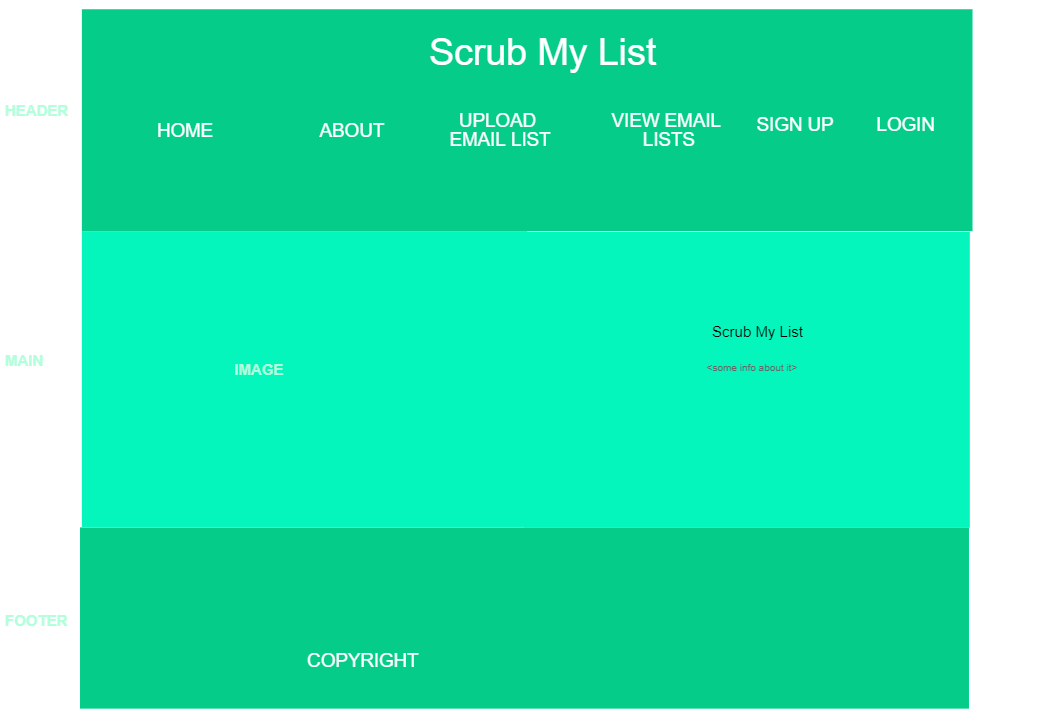 Scrub My List
HEADER
HOME
ABOUT
UPLOAD
EMAIL LIST
VIEW EMAIL
LISTS
SIGN UP
LOGIN
MAIN
IMAGE
Scrub My List
<some info about it>
FOOTER
COPYRIGHT